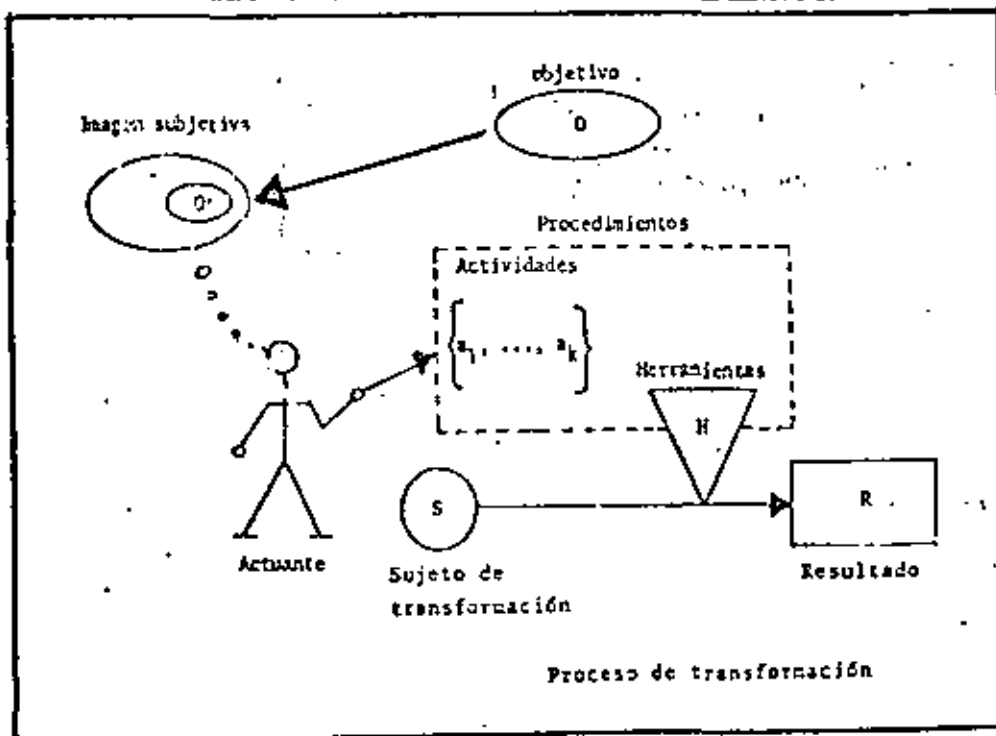 objetivo
O
Imagen subjetiva
O'
Procedimientos
Actividades
{a₁, ..., aₖ}
Herramientas
H
S
R
Actuante
Sujeto de
transformación
Resultado
Proceso de transformación